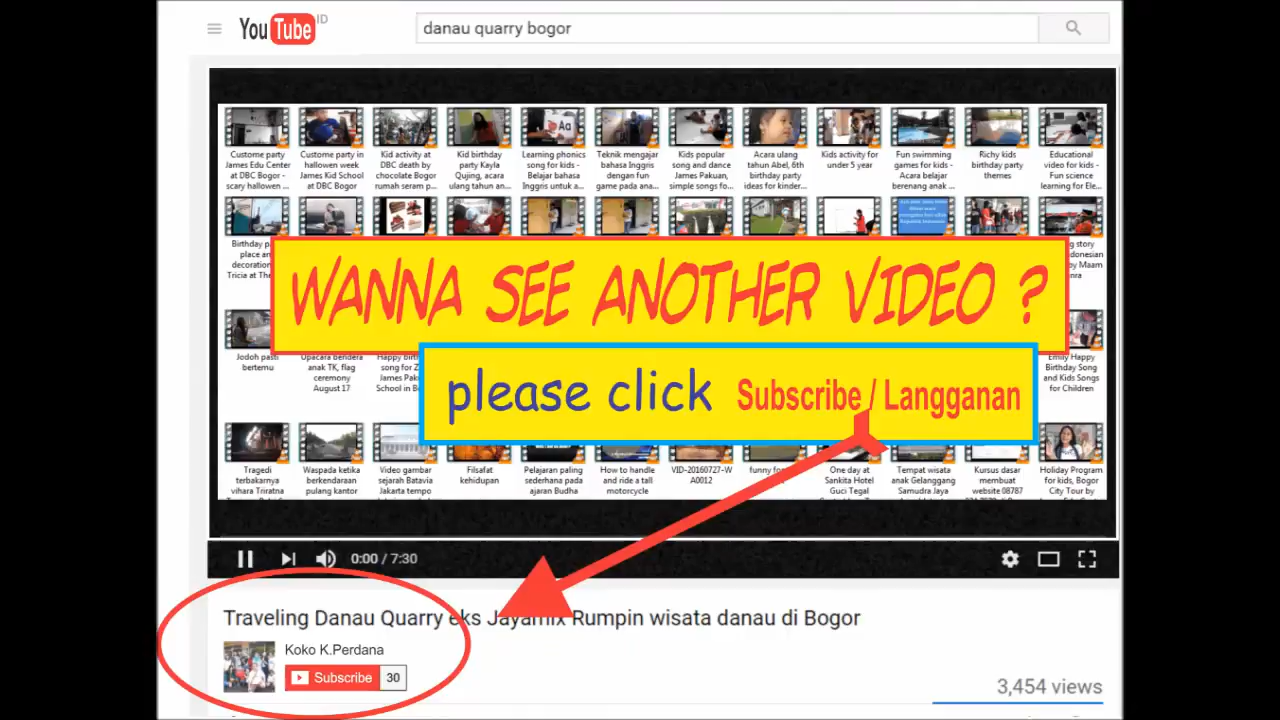 YouTube ID
danau quarry bogor
Custome party James Edu Center at DBC Bogor - scary hallowen ...
Custome party in halloween week James Kid School at DBC Bogor
Kid activity at DBC death by chocolate Bogor rumah seram p...
Kid birthday party Kayla Qujing, acara ulang tahun an...
Learning phonics song for kids - Belajar bahasa Inggris untuk a...
Teknik mengajar bahasa Inggris dengan fun game pada ana...
Kids popular song and dance James Pakuan, simple songs fo...
Acara ulang tahun Abel, 6th birthday party ideas for kinder...
Kids activity for under 5 year
Fun swimming games for kids - Acara belajar berenang anak ...
Richy kids birthday party themes
Educational video for kids - Fun science learning for Ele...
WANNA SEE ANOTHER VIDEO ?
please click Subscribe / Langganan
Jodoh pasti bertemu
Upacara bendera anak TK, flag ceremony August 17
Emily Happy Birthday Song and Kids Songs for Children
Tragedi terbakarnya vihara Triratna
Waspada ketika berkendaraan pulang kantor
Video gambar sejarah Batavia Jakarta tempo
Filsafat kehidupan
Pelajaran paling sederhana pada ajaran Budha
How to handle and ride a tall motorcycle
VID-20160727-WA0012
funny fo
One day at Sankita Hotel Guci Tegal
Tempat wisata anak Gelanggang Samudra Jaya
Kursus dasar membuat website 08787
Holiday Program for kids, Bogor City Tour by
0:00 / 7:30
Traveling Danau Quarry eks Jayamix Rumpin wisata danau di Bogor
Koko K.Perdana
Subscribe 30
3,454 views